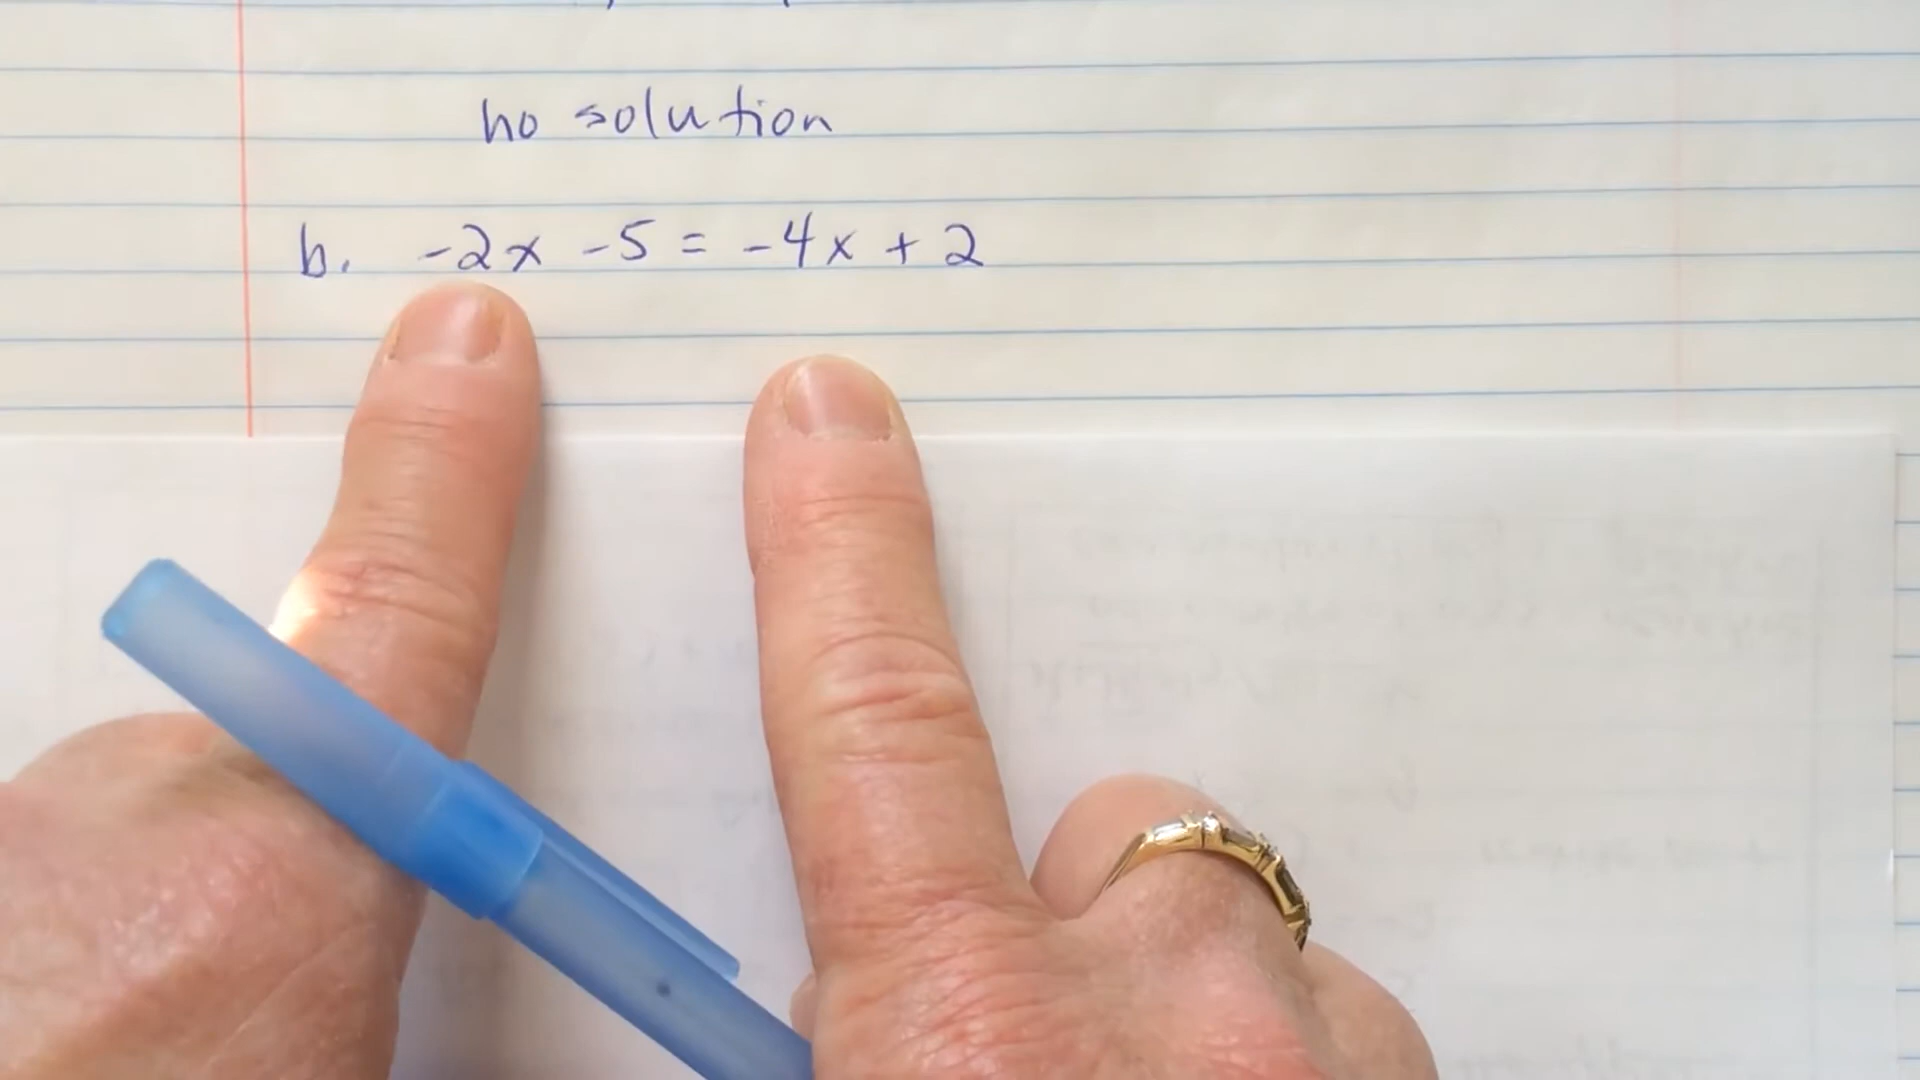 no solution
b. -2x -5 = -4x + 2